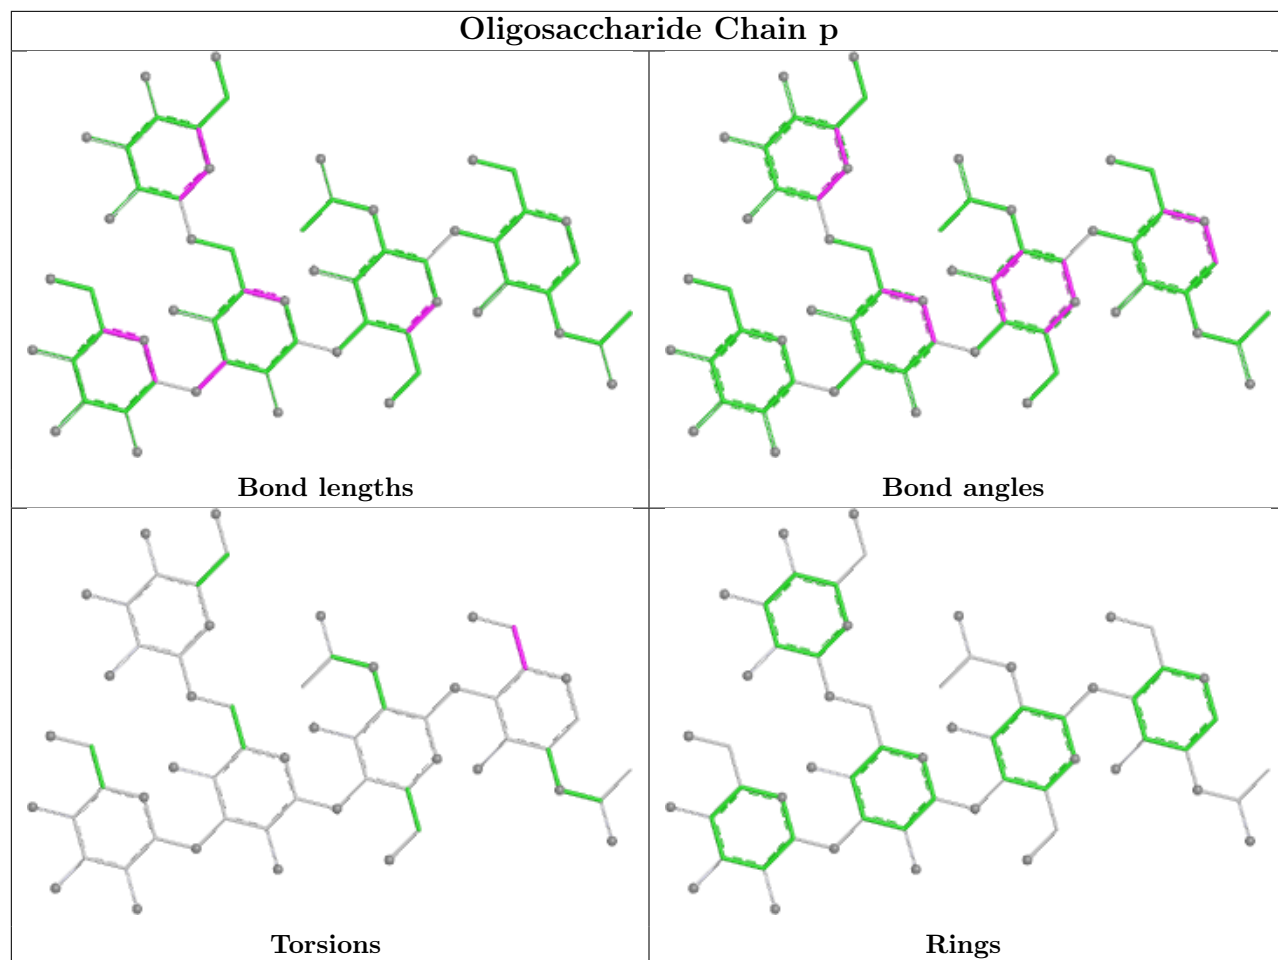 Oligosaccharide Chain p
Bond lengths
Bond angles
Torsions
Rings